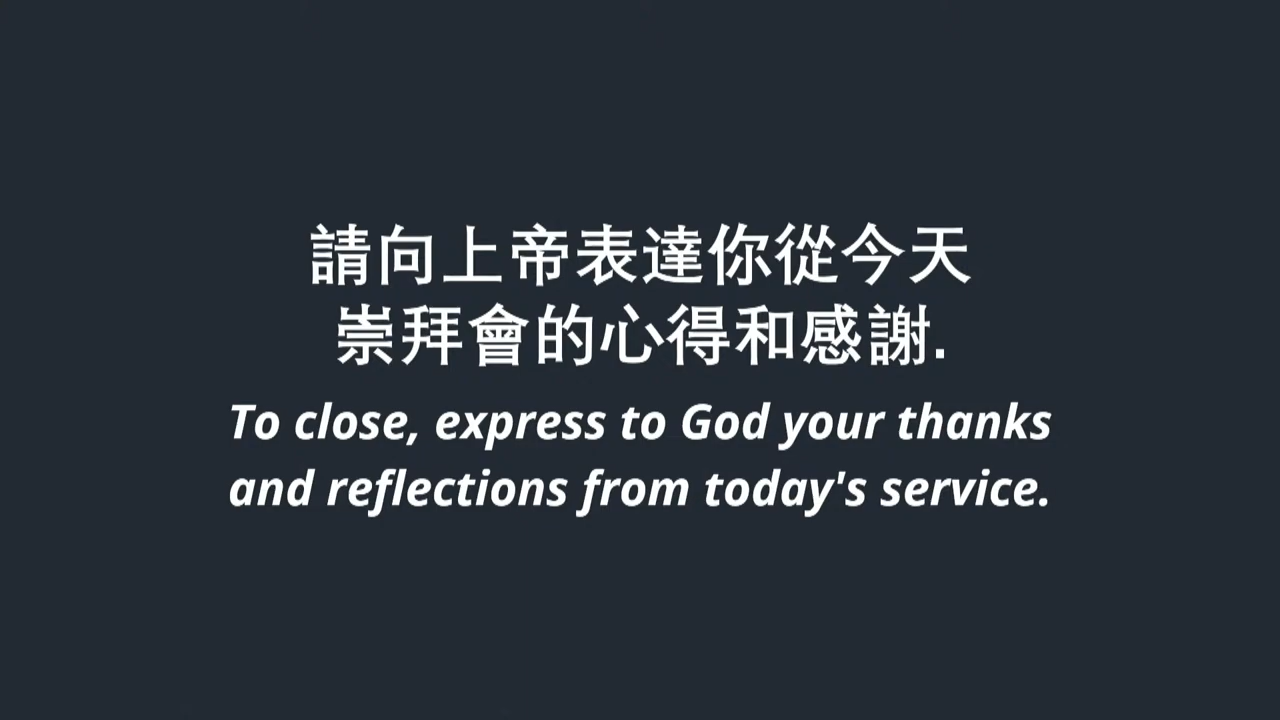 請向上帝表達你從今天
崇拜會的心得和感謝.
To close, express to God your thanks
and reflections from today's service.